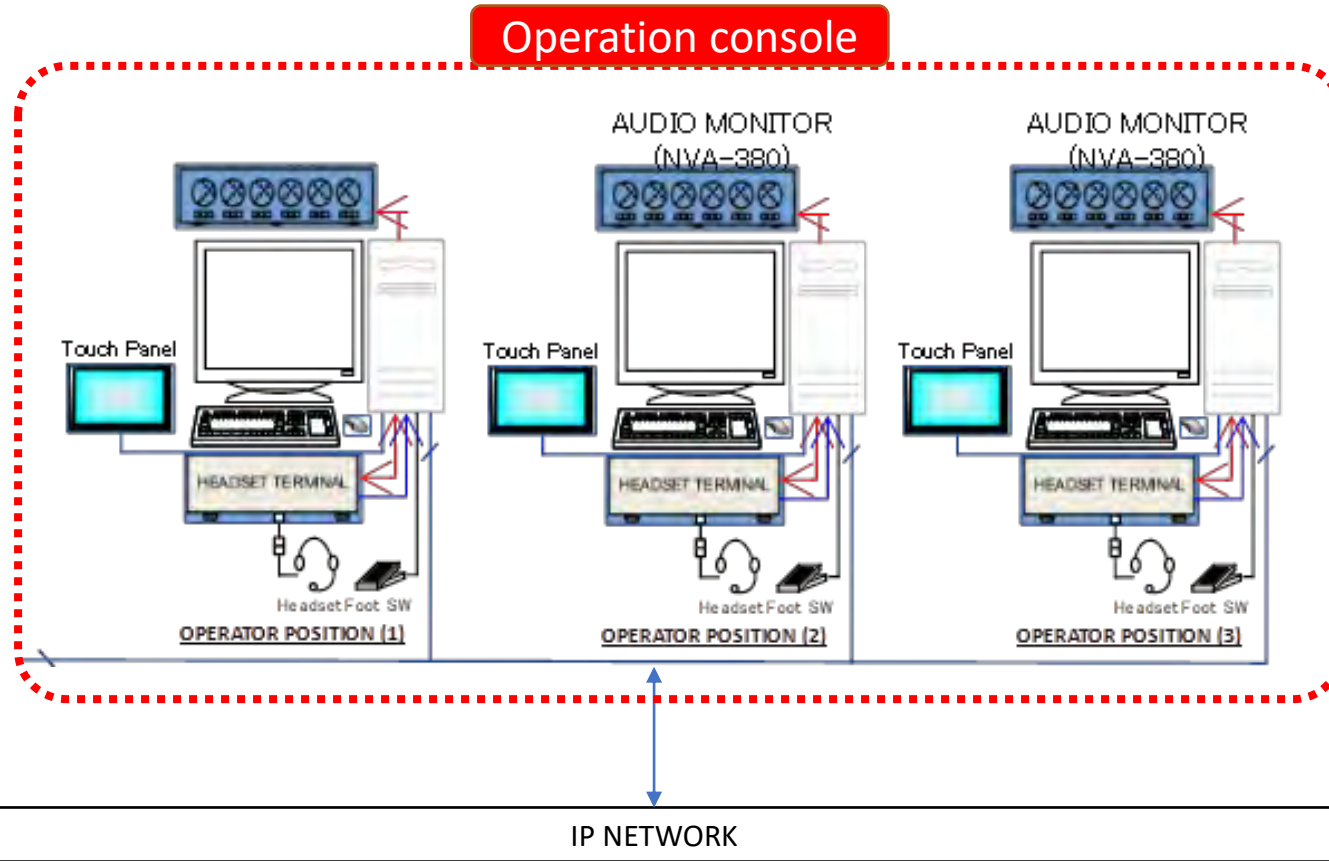 Operation console
AUDIO MONITOR
(NVA-380)
AUDIO MONITOR
(NVA-380)
Touch Panel
Touch Panel
Touch Panel
HEADSET TERMINAL
HEADSET TERMINAL
HEADSET TERMINAL
Headset Foot SW
Headset Foot SW
Headset Foot SW
OPERATOR POSITION (1)
OPERATOR POSITION (2)
OPERATOR POSITION (3)
IP NETWORK